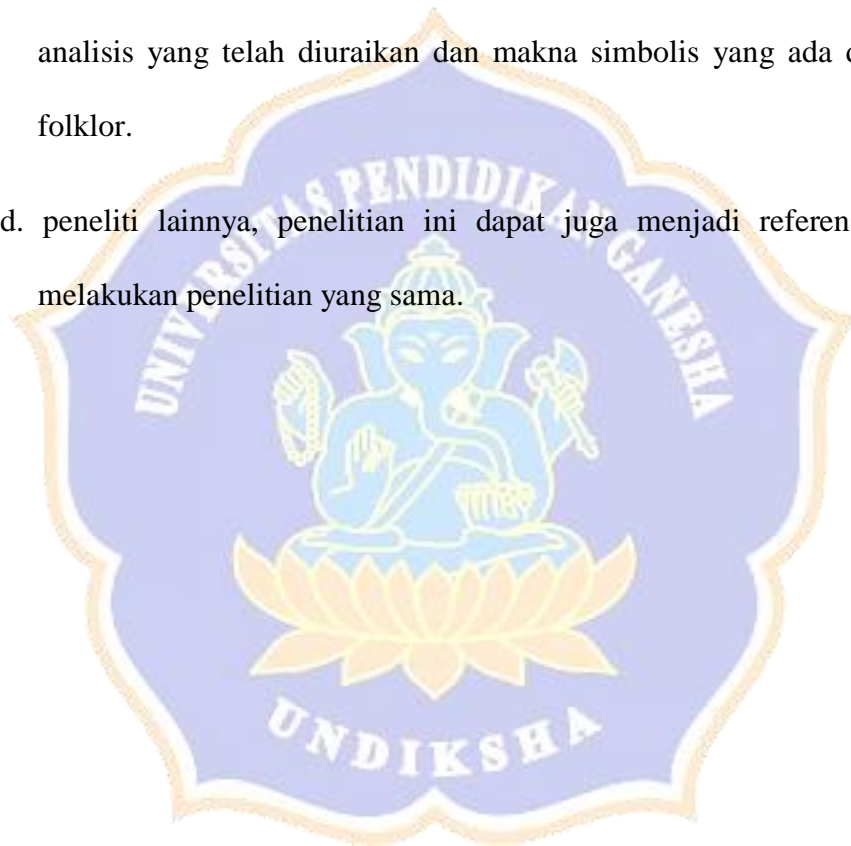 analisis yang telah diuraikan dan makna simbolis yang ada
folklor.
d. peneliti lainnya, penelitian ini dapat juga menjadi
melakukan penelitian yang sama.
UNIVERSITAS PENDIDIKAN GANESHA
UNDIKSHA